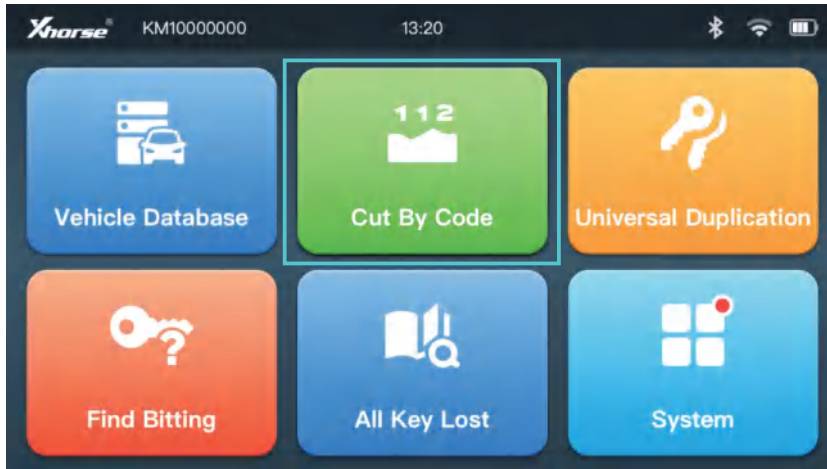 Xhorse® KM10000000 13:20
112
Vehicle Database Cut By Code Universal Duplication
?
Find Bitting All Key Lost System